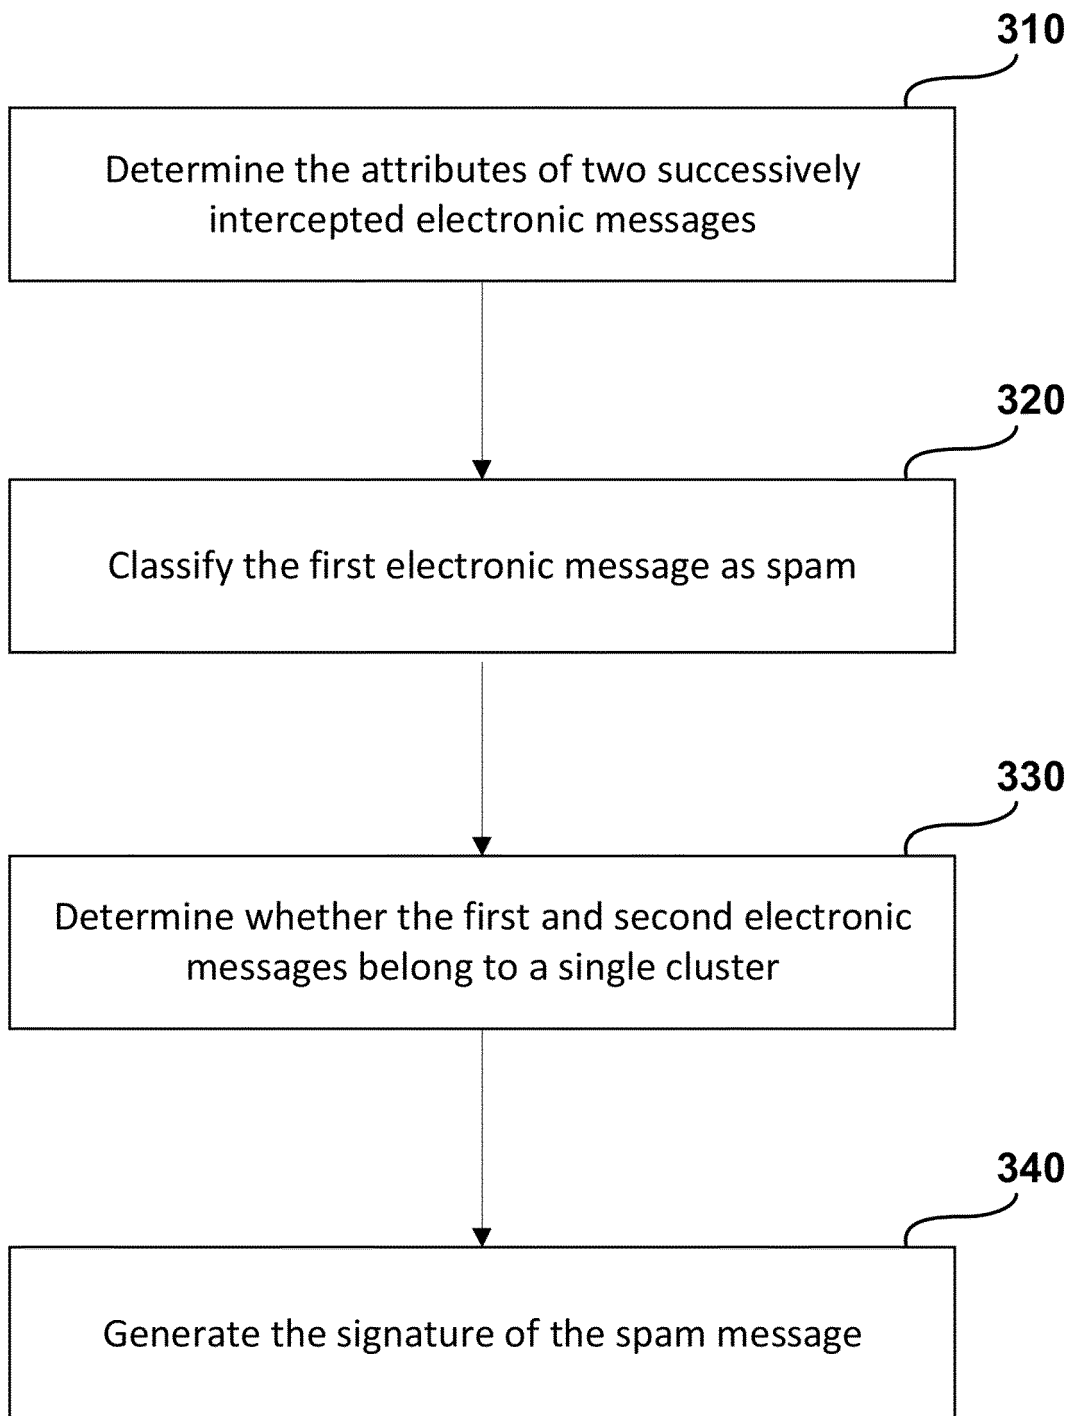 310
Determine the attributes of two successively
intercepted electronic messages
320
Classify the first electronic message as spam
330
Determine whether the first and second electronic
messages belong to a single cluster
340
Generate the signature of the spam message